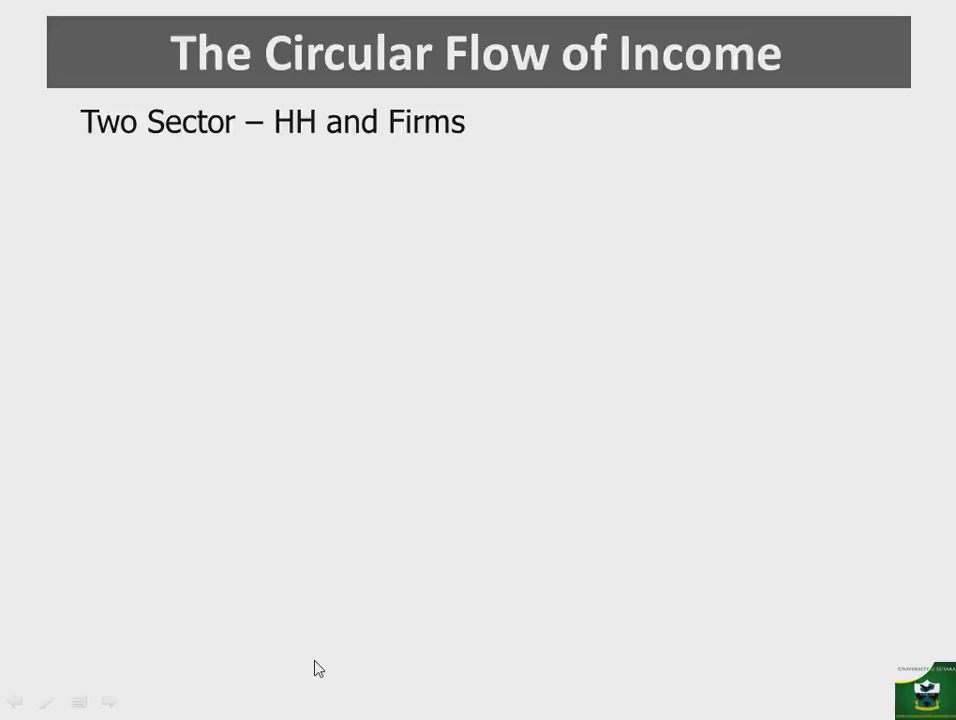 The Circular Flow of Income
Two Sector – HH and Firms